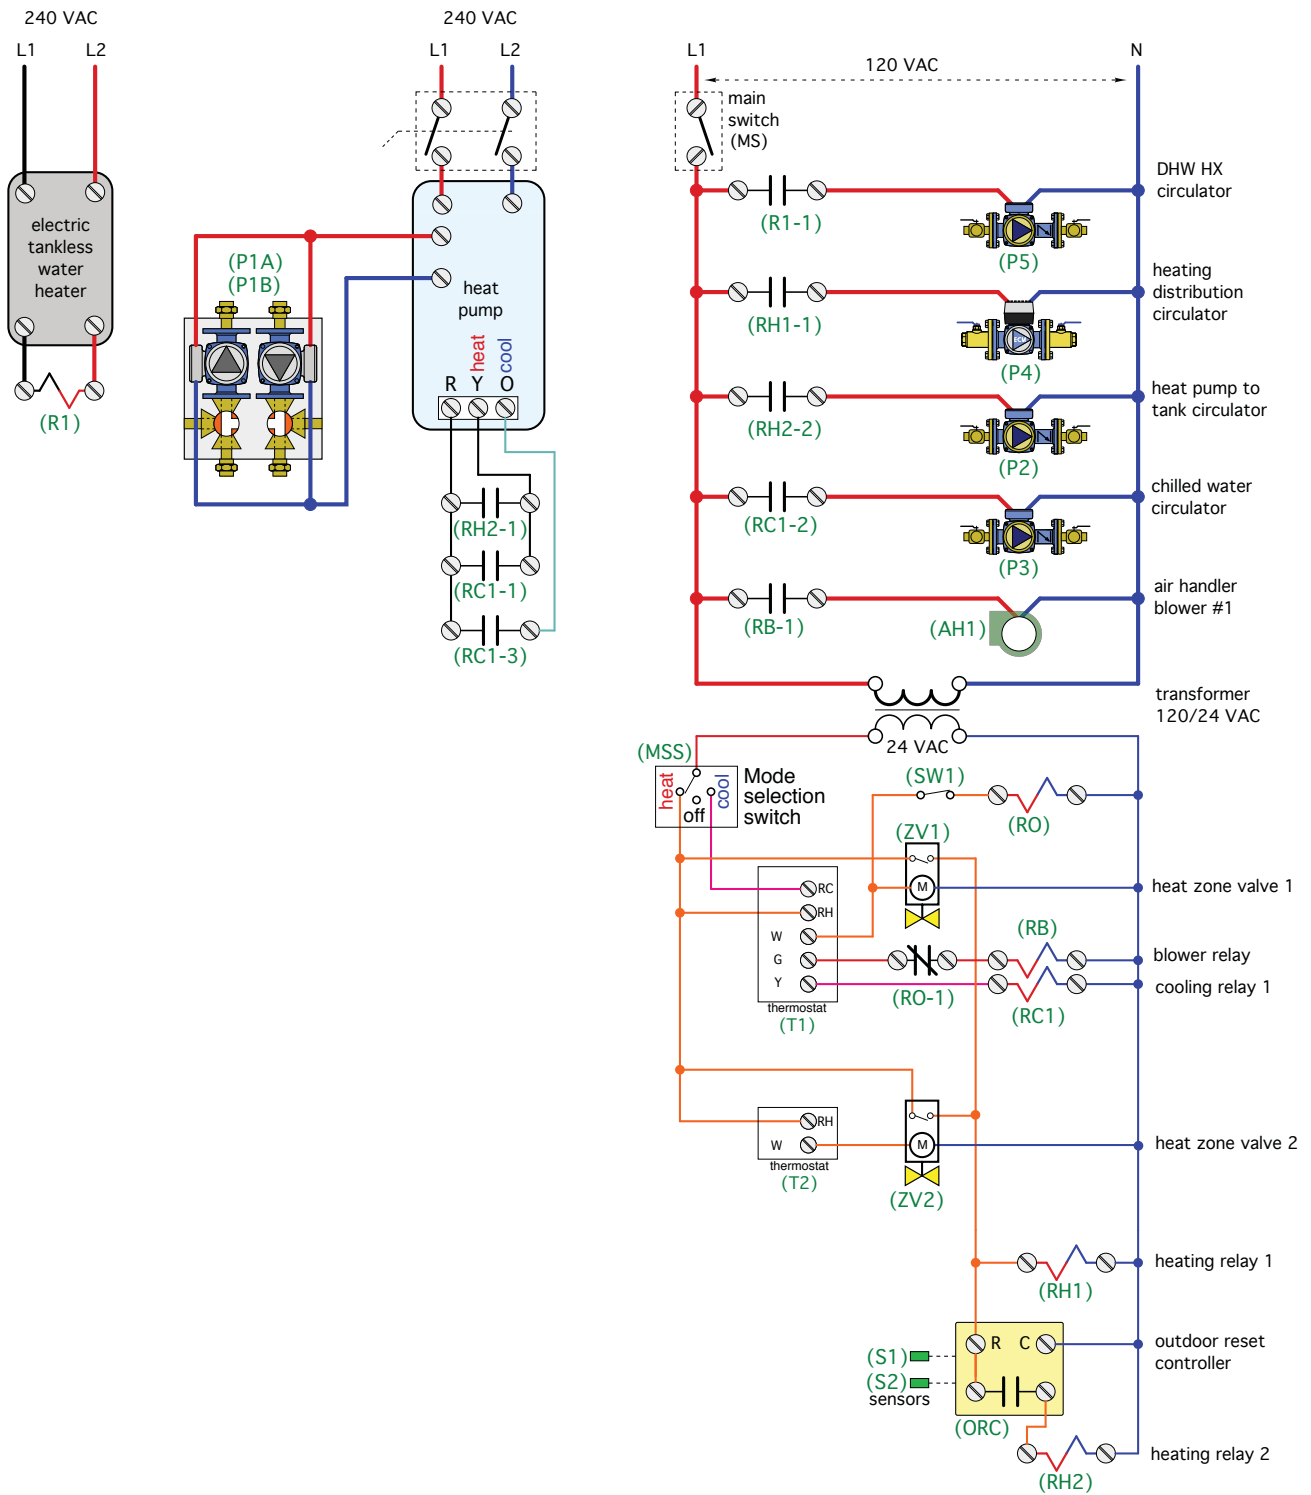 240 VAC
L1
L2
electric
tankless
water
heater
(R1)
240 VAC
L1
L2
(P1A)
(P1B)
heat
pump
heat
cool
R
Y
O
(RH2-1)
(RC1-1)
(RC1-3)
L1
N
120 VAC
main
switch
(MS)
(R1-1)
(P5)
DHW HX
circulator
(RH1-1)
(P4)
ECM
heating
distribution
circulator
(RH2-2)
(P2)
heat pump to
tank circulator
(RC1-2)
(P3)
chilled water
circulator
(RB-1)
(AH1)
air handler
blower #1
transformer
120/24 VAC
24 VAC
(MSS)
heat
cool
off
Mode
selection
switch
(SW1)
(RO)
(ZV1)
M
heat zone valve 1
RC
RH
W
G
Y
thermostat
(T1)
(RO-1)
(RB)
blower relay
(RC1)
cooling relay 1
RH
W
thermostat
(T2)
M
(ZV2)
heat zone valve 2
(RH1)
heating relay 1
R
C
outdoor reset
controller
(S1)
(S2)
sensors
(ORC)
(RH2)
heating relay 2